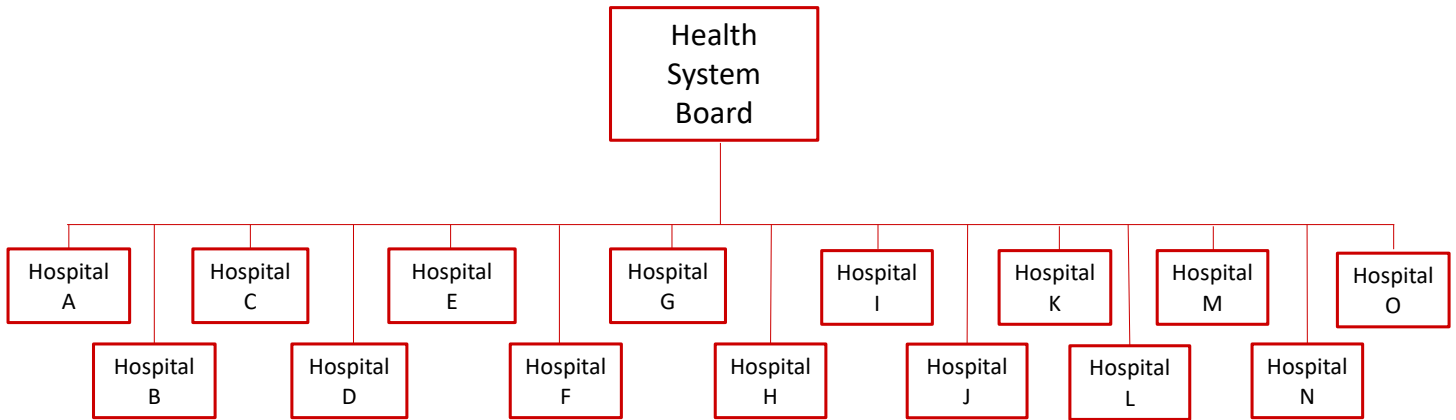 Health
System
Board
Hospital
A
Hospital
C
Hospital
E
Hospital
G
Hospital
I
Hospital
K
Hospital
M
Hospital
O
Hospital
B
Hospital
D
Hospital
F
Hospital
H
Hospital
J
Hospital
L
Hospital
N